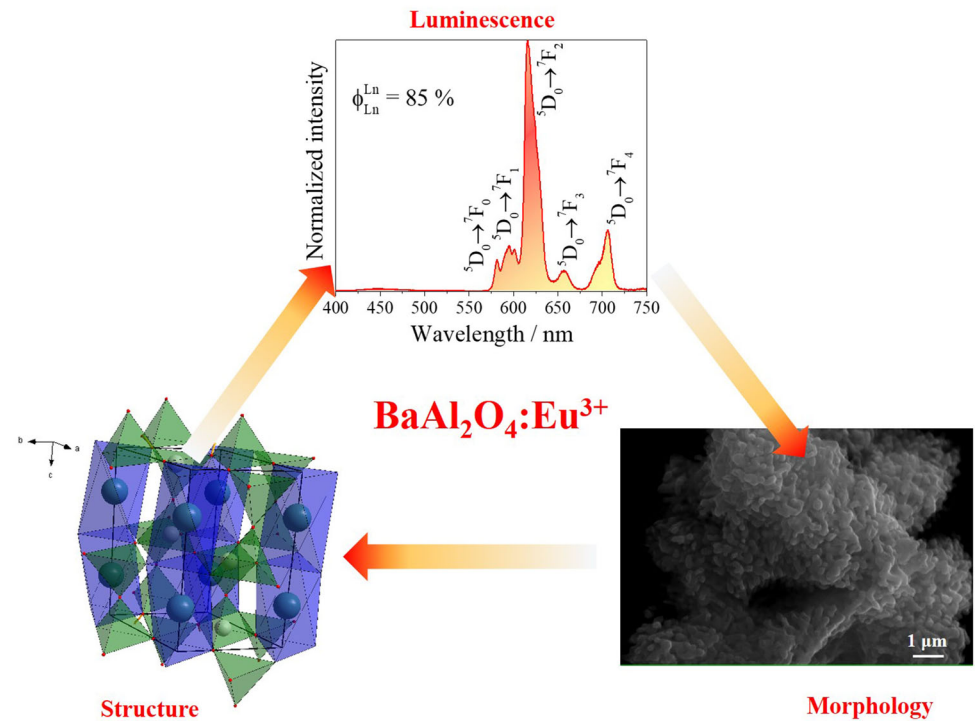 Luminescence
Normalized intensity
ϕ^Ln_Ln = 85 %
⁵D₀→⁷F₀
⁵D₀→⁷F₁
⁵D₀→⁷F₂
⁵D₀→⁷F₃
⁵D₀→⁷F₄
400 450 500 550 600 650 700 750
Wavelength / nm
BaAl₂O₄:Eu³⁺
b
a
c
1 µm
Structure
Morphology